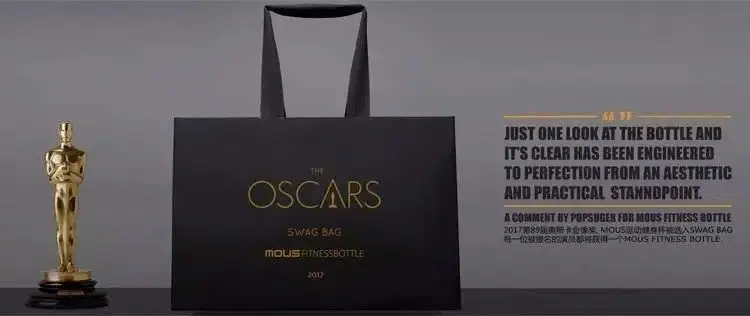 THE
OSCARS
SWAG BAG
MOUSFITNESSBOTTLE
2017
“ ”
JUST ONE LOOK AT THE BOTTLE AND
IT'S CLEAR HAS BEEN ENGINEERED
TO PERFECTION FROM AN AESTHETIC
AND PRACTICAL STANNDPOINT.
A COMMENT BY POPSUGER FOR MOUS FITNESS BOTTLE
2017第89届奥斯卡金像奖, MOUS运动健身杯被选入SWAG BAG
每一位被提名的演员都将获得一个MOUS FITNESS BOTTLE